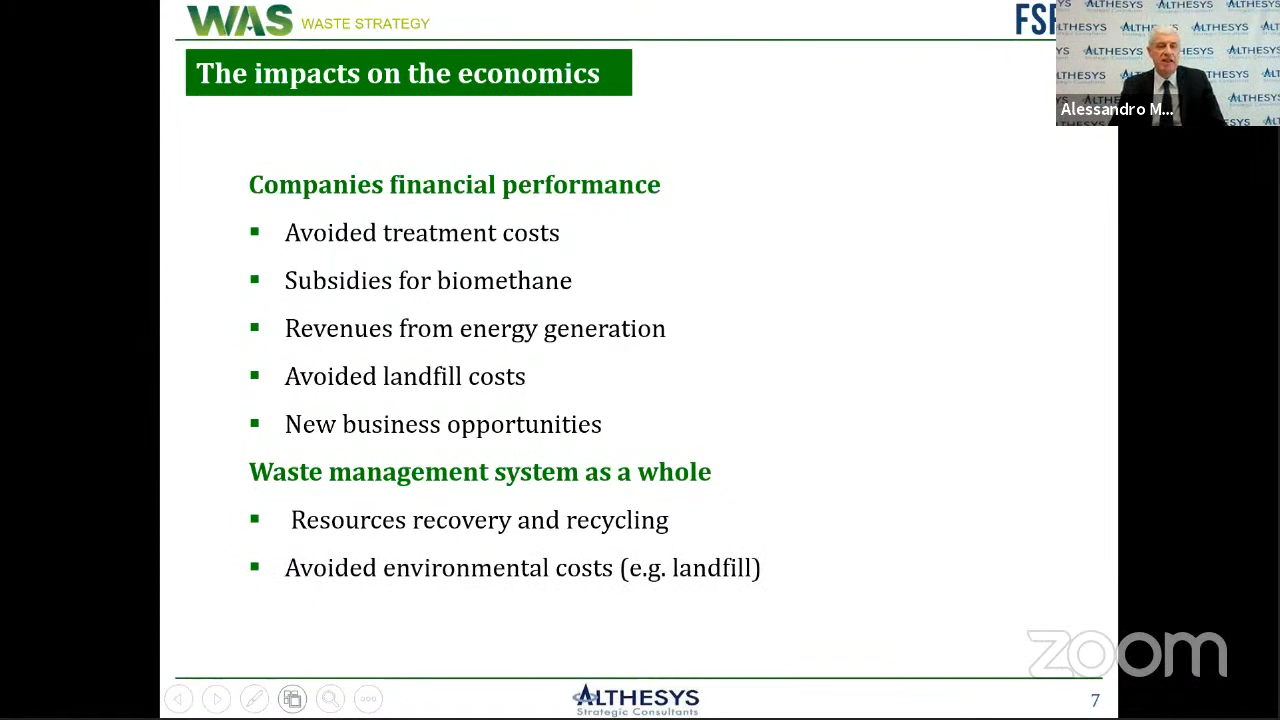 WAS WASTE STRATEGY
The impacts on the economics
ALTHESYS
Alessandro M...
Companies financial performance
▪ Avoided treatment costs
▪ Subsidies for biomethane
▪ Revenues from energy generation
▪ Avoided landfill costs
▪ New business opportunities
Waste management system as a whole
▪ Resources recovery and recycling
▪ Avoided environmental costs (e.g. landfill)
zoom
ALTHESYS
Strategic Consultants
7